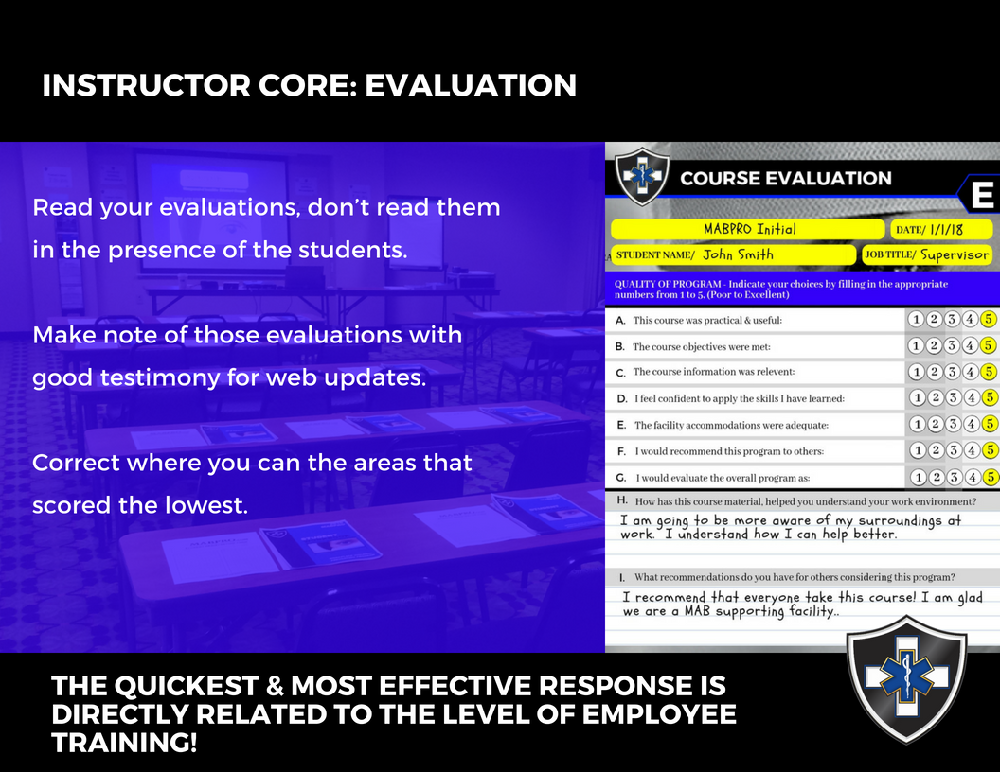 INSTRUCTOR CORE: EVALUATION
Read your evaluations, don’t read them
in the presence of the students.
Make note of those evaluations with
good testimony for web updates.
Correct where you can the areas that
scored the lowest.
COURSE EVALUATION
E
MABPRO Initial
DATE/ 1/1/18
STUDENT NAME/ John Smith
JOB TITLE/ Supervisor
QUALITY OF PROGRAM - Indicate your choices by filling in the appropriate
numbers from 1 to 5. (Poor to Excellent)
A. This course was practical & useful: 1 2 3 4 5
B. The course objectives were met: 1 2 3 4 5
C. The course information was relevant: 1 2 3 4 5
D. I feel confident to apply the skills I have learned: 1 2 3 4 5
E. The facility accommodations were adequate: 1 2 3 4 5
F. I would recommend this program to others: 1 2 3 4 5
G. I would evaluate the overall program as: 1 2 3 4 5
H. How has this course material, helped you understand your work environment?
I am going to be more aware of my surroundings at
work. I understand how I can help better.
I. What recommendations do you have for others considering this program?
I recommend that everyone take this course! I am glad
we are a MAB supporting facility..
THE QUICKEST & MOST EFFECTIVE RESPONSE IS
DIRECTLY RELATED TO THE LEVEL OF EMPLOYEE
TRAINING!